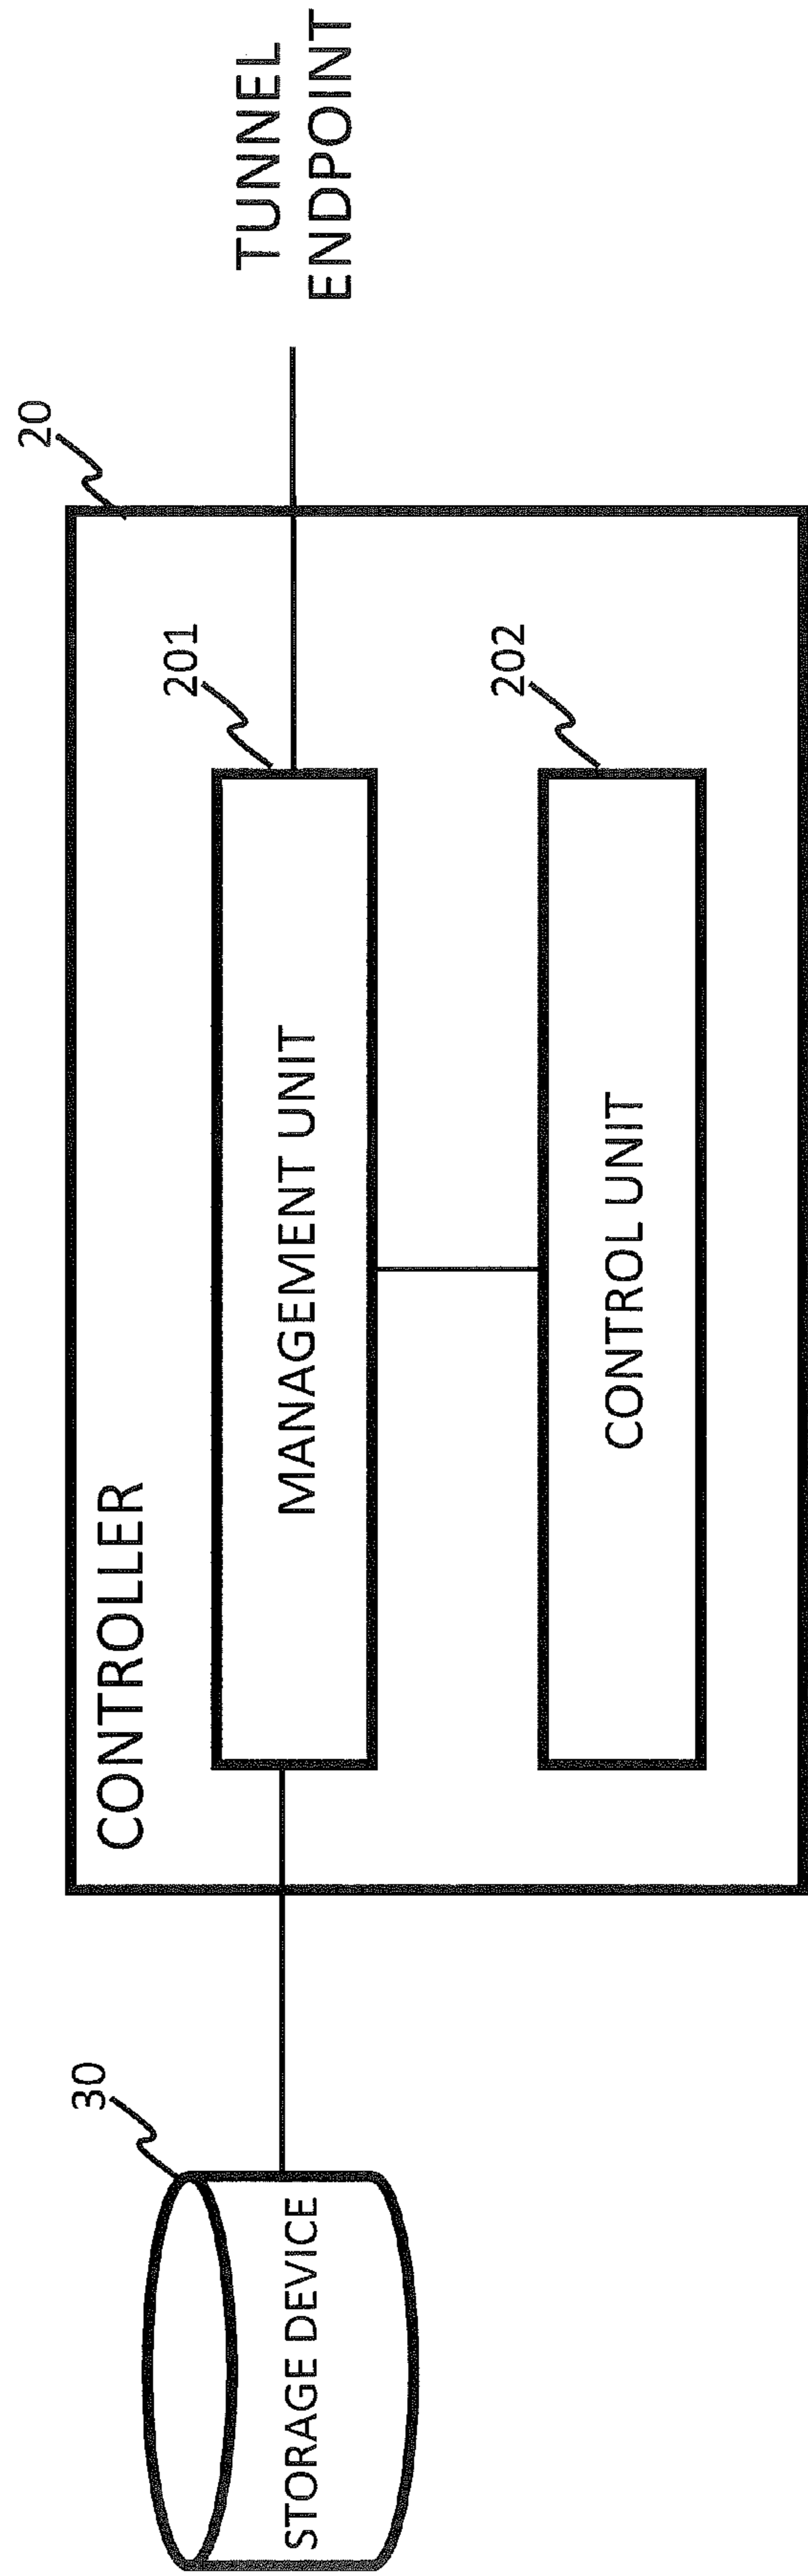 20
TUNNEL
ENDPOINT
CONTROLLER
201
MANAGEMENT UNIT
202
CONTROL UNIT
30
STORAGE DEVICE